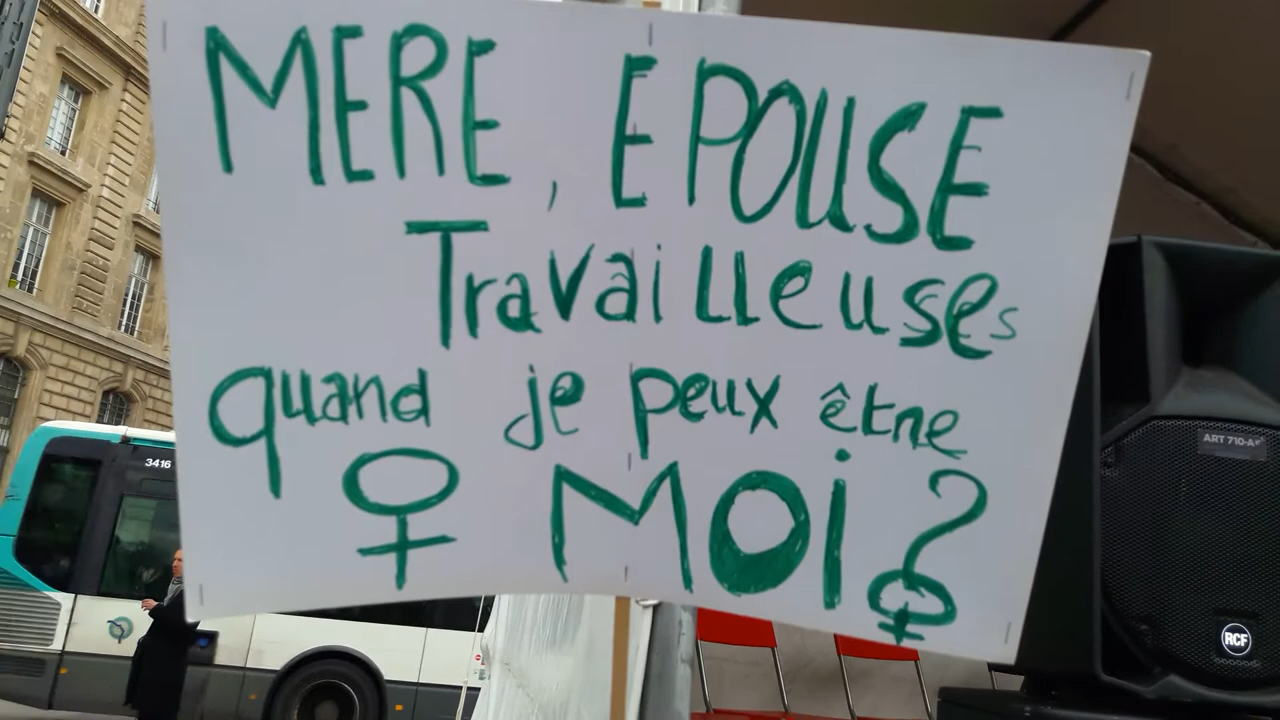 MERE, EPOUSE
Travailleuses
quand je peux être
♀ MOI ?
3416
ART 710-A
RCF